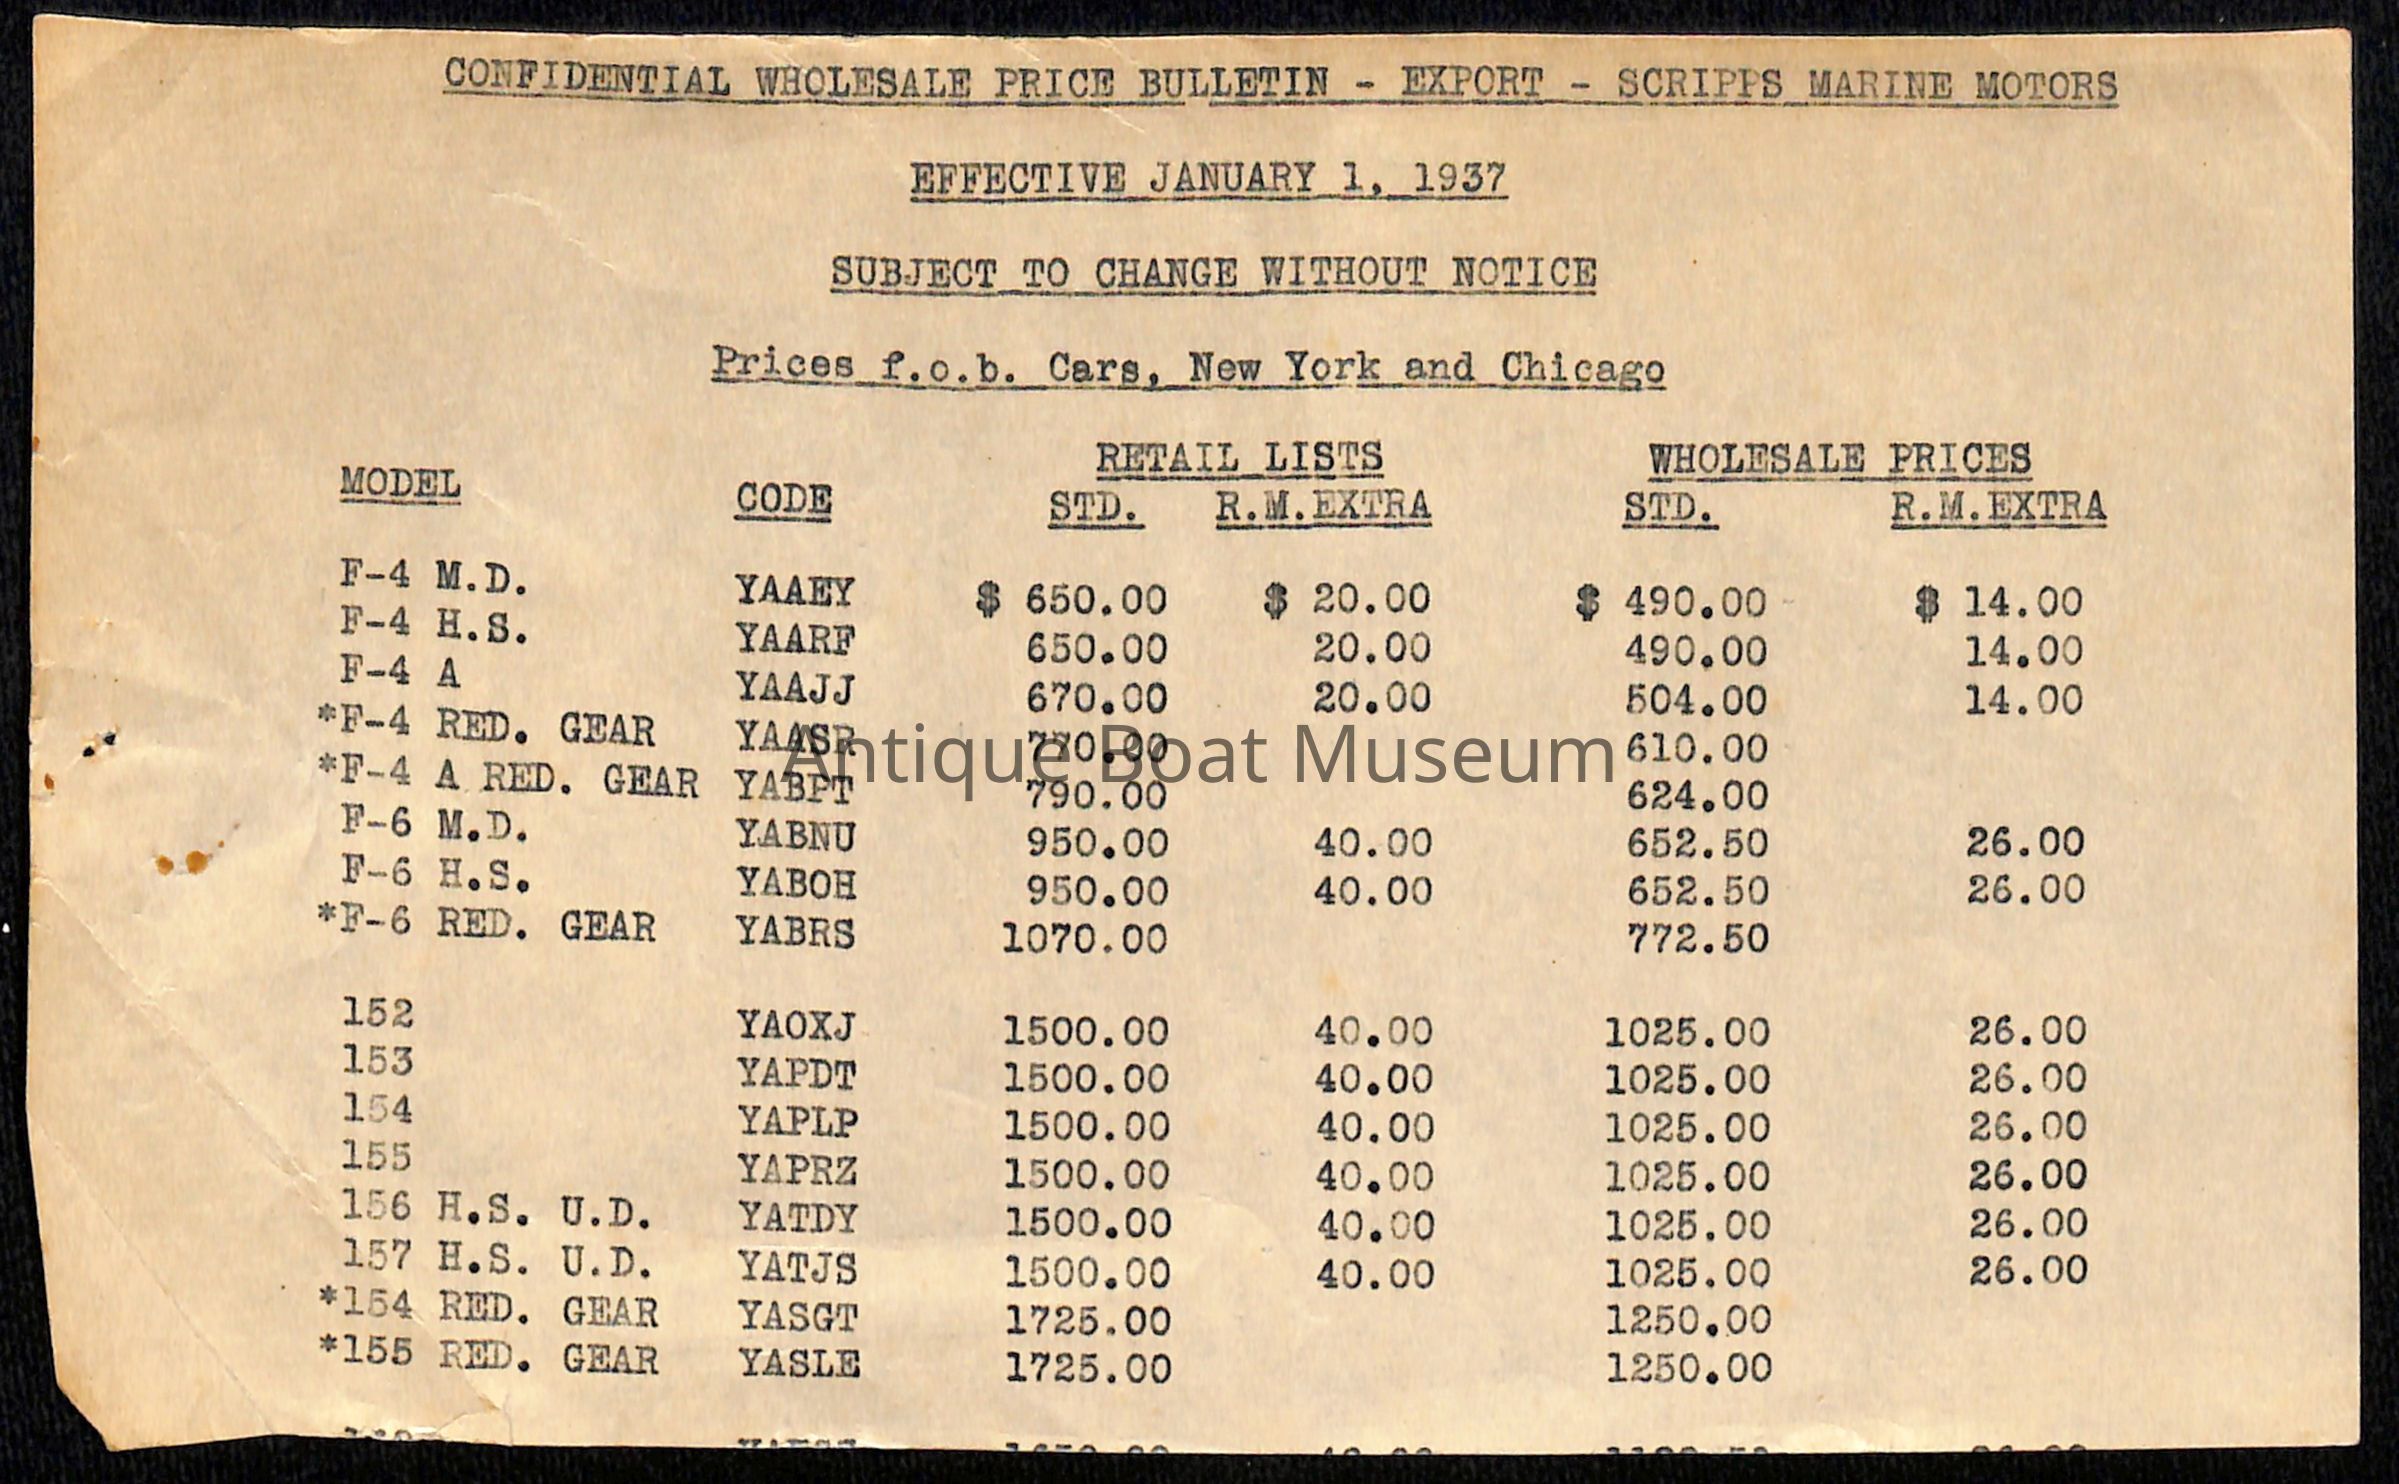 CONFIDENTIAL WHOLESALE PRICE BULLETIN - EXPORT - SCRIPPS MARINE MOTORS
EFFECTIVE JANUARY 1, 1937
SUBJECT TO CHANGE WITHOUT NOTICE
Prices f.o.b. Cars, New York and Chicago
RETAIL LISTS WHOLESALE PRICES
MODEL CODE STD. R.M.EXTRA STD. R.M.EXTRA
F-4 M.D. YAAEY $ 650.00 $ 20.00 $ 490.00 $ 14.00
F-4 H.S. YAARF 650.00 20.00 490.00 14.00
F-4 A YAAJJ 670.00 20.00 504.00 14.00
*F-4 RED. GEAR YAASR 770.00 610.00
Antique Boat Museum
*F-4 A RED. GEAR YABPT 790.00 624.00
F-6 M.D. YABNU 950.00 40.00 652.50 26.00
F-6 H.S. YABOH 950.00 40.00 652.50 26.00
*F-6 RED. GEAR YABRS 1070.00 772.50
152 YAOXJ 1500.00 40.00 1025.00 26.00
153 YAPDT 1500.00 40.00 1025.00 26.00
154 YAPLP 1500.00 40.00 1025.00 26.00
155 YAPRZ 1500.00 40.00 1025.00 26.00
156 H.S. U.D. YATDY 1500.00 40.00 1025.00 26.00
157 H.S. U.D. YATJS 1500.00 40.00 1025.00 26.00
*154 RED. GEAR YASGT 1725.00 1250.00
*155 RED. GEAR YASLE 1725.00 1250.00